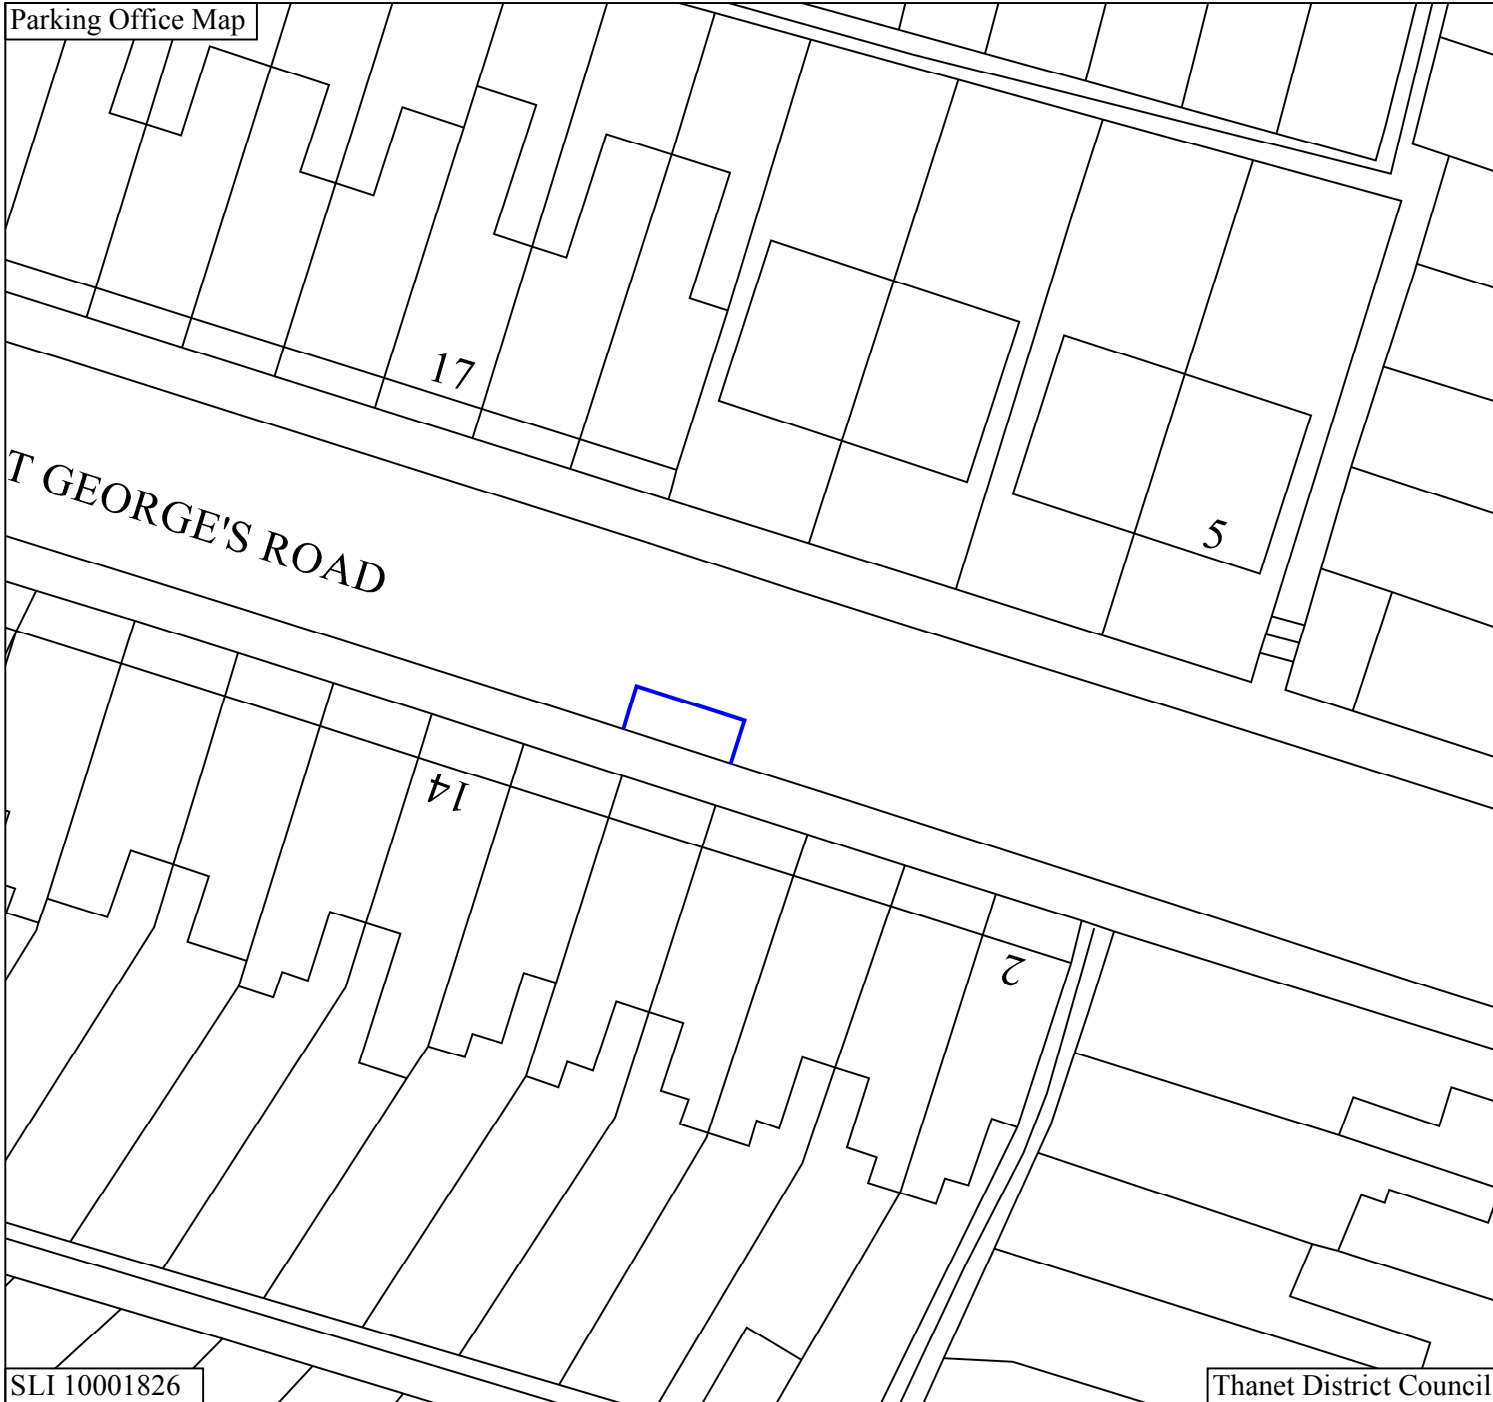 Parking Office Map
17
T GEORGE'S ROAD
5
14
2
SLI 10001826
Thanet District Council